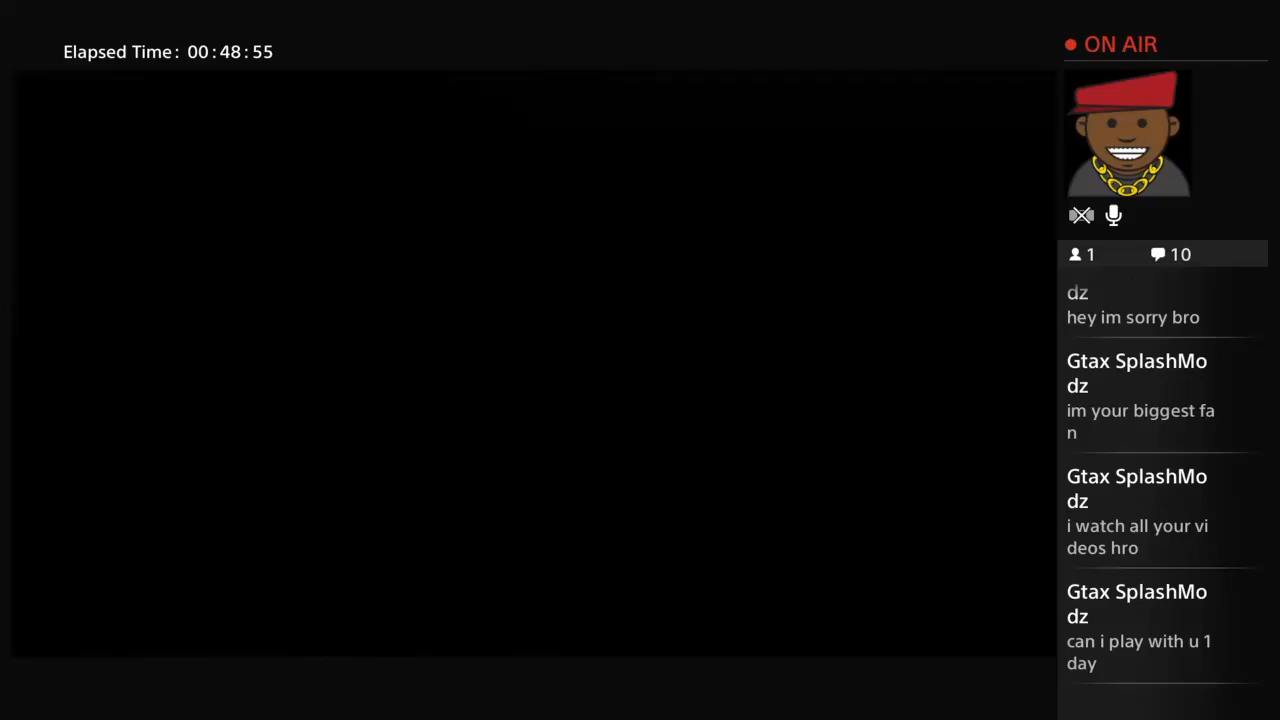 Elapsed Time: 00:48:55
ON AIR
1 10
dz
hey im sorry bro
Gtax SplashMo
dz
im your biggest fa
n
Gtax SplashMo
dz
i watch all your vi
deos hro
Gtax SplashMo
dz
can i play with u 1
day